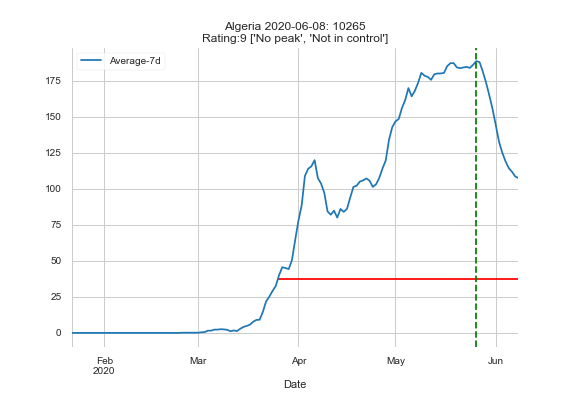 Algeria 2020-06-08: 10265
Rating:9 ['No peak', 'Not in control']
Average-7d
175
150
125
100
75
50
25
0
Feb Mar Apr May Jun
2020
Date